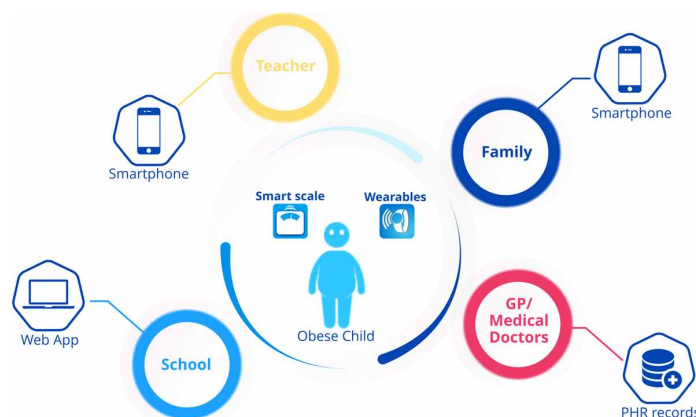 Teacher
Smartphone
Family
Smartphone
Smart scale
Wearables
Obese Child
Web App
School
GP/
Medical
Doctors
PHR records